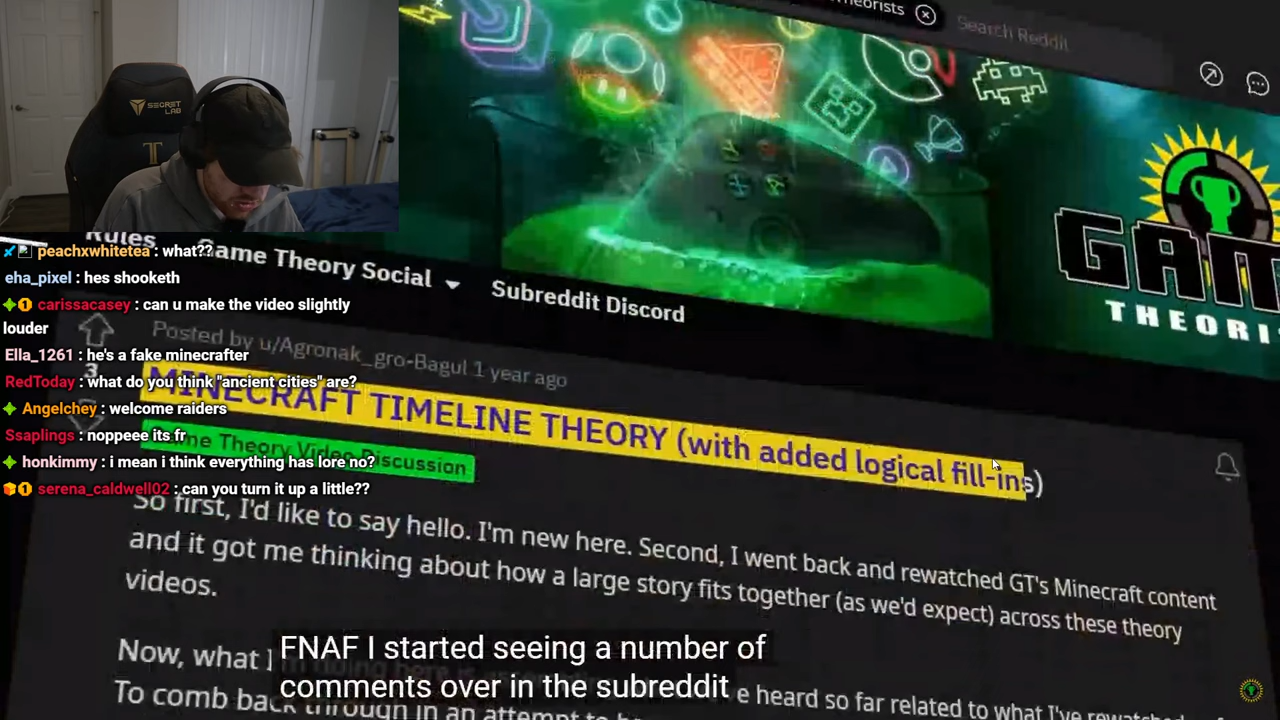 eorists
Search Reddit
SECRET
LAB
GAM
THEORI
Rules
Game Theory Social
Subreddit Discord
peachxwhitetea : what??
eha_pixel : hes shooketh
carissacasey : can u make the video slightly
louder
Ella_1261 : he's a fake minecrafter
RedToday : what do you think "ancient cities" are?
Angelchey : welcome raiders
Ssaplings : noppeee its fr
honkimmy : i mean i think everything has lore no?
serena_caldwell02 : can you turn it up a little??
Posted by u/Agronak_gro-Bagul 1 year ago
3
MINECRAFT TIMELINE THEORY (with added logical fill-ins)
Game Theory Video Discussion
So first, I'd like to say hello. I'm new here. Second, I went back and rewatched GT's Minecraft content
and it got me thinking about how a large story fits together (as we'd expect) across these theory
videos.
Now, what I
e heard so far related to what I've rewatched
To comb back through in an attempt to
FNAF I started seeing a number of
comments over in the subreddit